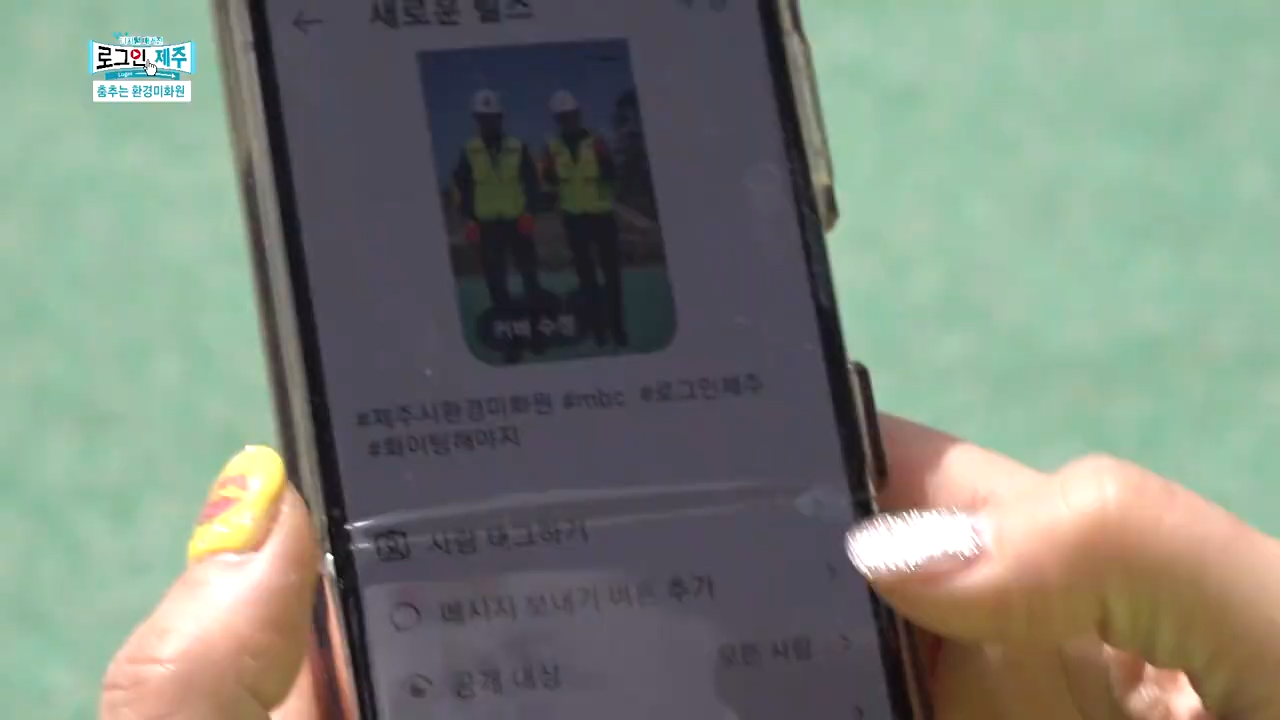 로그인 제주
춤추는 환경미화원
새로운 릴스
커버 수정
#제주시환경미화원 #mbc #로그인제주
#화이팅해야지
사람 태그하기
메시지 보내기 버튼 추가
공개 대상
모든 사람